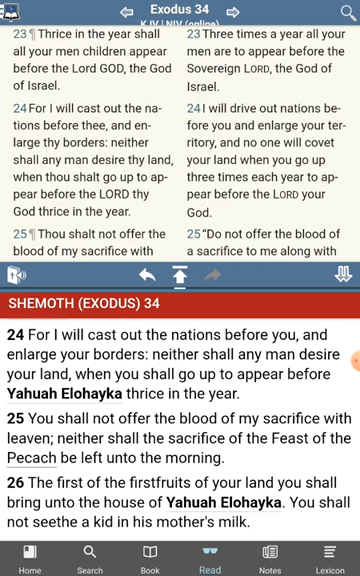 Exodus 34
KJV | NIV (online)
23 ¶ Thrice in the year shall
all your men children appear
before the Lord GOD, the God
of Israel.
24 For I will cast out the na-
tions before thee, and en-
large thy borders: neither
shall any man desire thy land,
when thou shalt go up to ap-
pear before the LORD thy
God thrice in the year.
25 ¶ Thou shalt not offer the
blood of my sacrifice with
23 Three times a year all your
men are to appear before the
Sovereign LORD, the God of
Israel.
24 I will drive out nations be-
fore you and enlarge your ter-
ritory, and no one will covet
your land when you go up
three times each year to ap-
pear before the LORD your
God.
25 “Do not offer the blood of
a sacrifice to me along with
SHEMOTH (EXODUS) 34
24 For I will cast out the nations before you, and
enlarge your borders: neither shall any man desire
your land, when you shall go up to appear before
Yahuah Elohayka thrice in the year.
25 You shall not offer the blood of my sacrifice with
leaven; neither shall the sacrifice of the Feast of the
Pecach be left unto the morning.
26 The first of the firstfruits of your land you shall
bring unto the house of Yahuah Elohayka. You shall
not seethe a kid in his mother's milk.
Home
Search
Book
Read
Notes
Lexicon